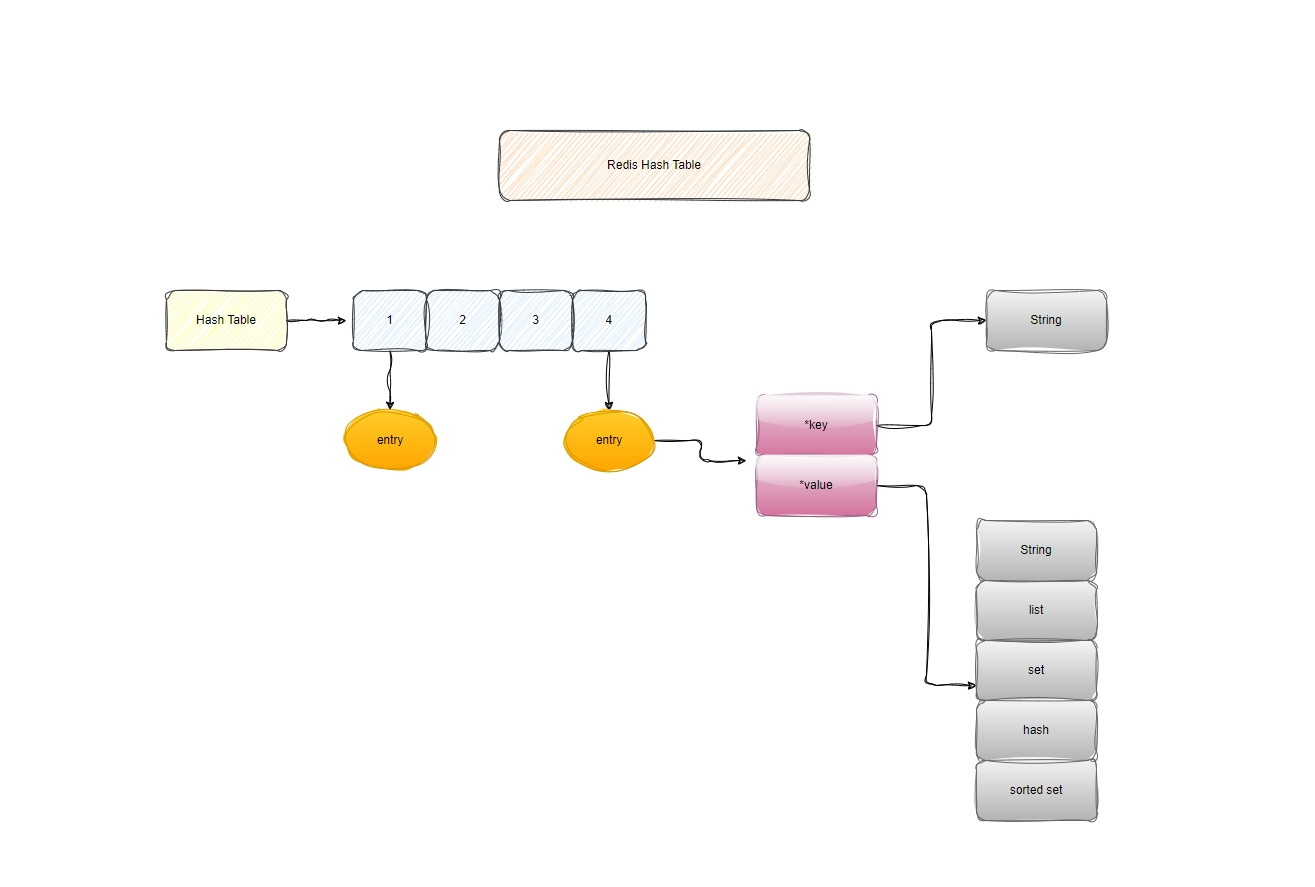 Redis Hash Table
Hash Table
1
2
3
4
String
entry
entry
*key
*value
String
list
set
hash
sorted set